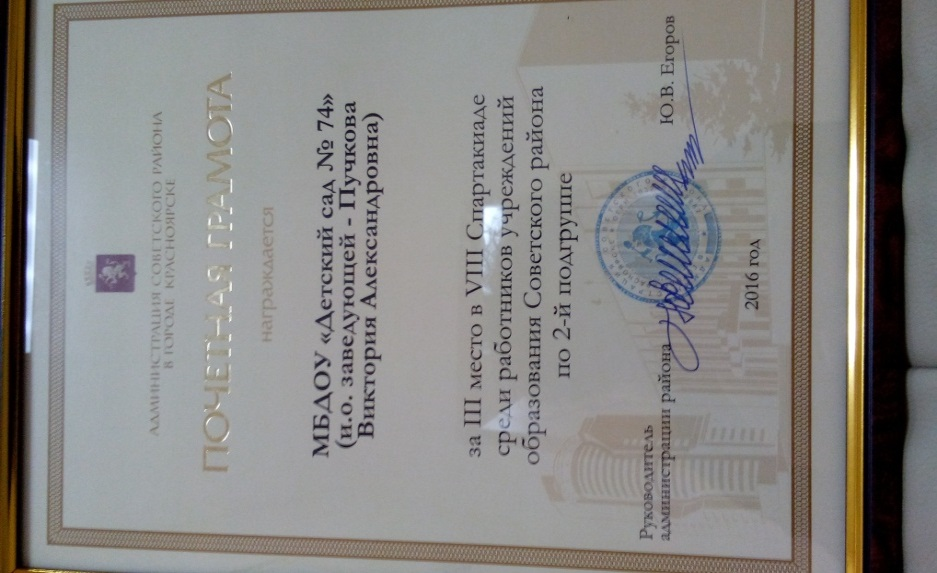 АДМИНИСТРАЦИЯ СОВЕТСКОГО РАЙОНА
В ГОРОДЕ КРАСНОЯРСКЕ
ПОЧЕТНАЯ ГРАМОТА
награждается
МБДОУ «Детский сад № 74»
(и.о. заведующей - Пучкова
Виктория Александровна)
за III место в VIII Спартакиаде
среди работников учреждений
образования Советского района
по 2-й подгруппе
Руководитель
администрации района Ю.В. Егоров
2016 год